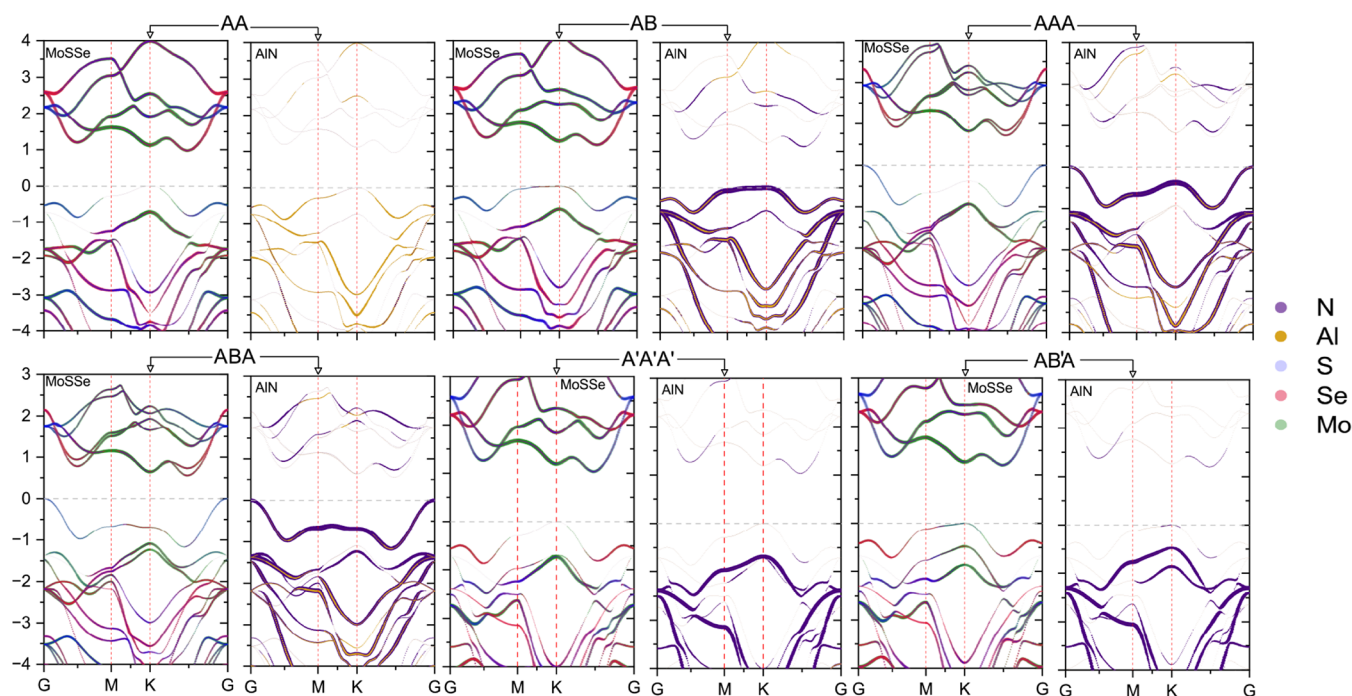 AA AB AAA
MoSSe AlN MoSSe AlN MoSSe AlN
4
3
2
1
0
−1
−2
−3
−4
N
Al
S
Se
Mo
ABA A'A'A' AB'A
MoSSe AlN MoSSe AlN MoSSe AlN
3
2
1
0
−1
−2
−3
−4
G M K G G M K G G M K G G M K G G M K G G M K G